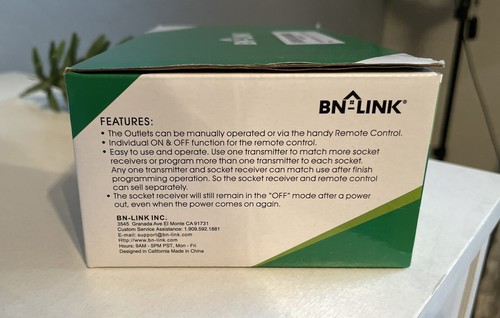 BN-LINK
BN-LINK®
FEATURES:
• The Outlets can be manually operated or via the handy Remote Control.
• Individual ON & OFF function for the remote control.
• Easy to use and operate. Use one transmitter to match more socket
receivers or program more than one transmitter to each socket.
Any one transmitter and socket receiver can match use after finish
programming operation. So the socket receiver and remote control
can sell separately.
• The socket receiver will still remain in the "OFF" mode after a power
out, even when the power comes on again.
BN-LINK INC.
3545 Granada Ave El Monte CA 91731
Custom Service Assistance: 1.909.592.1881
E-mail: support@bn-link.com
Http://www.bn-link.com
Hours: 9AM - 5PM PST, Mon - Fri
Designed in California Made in China